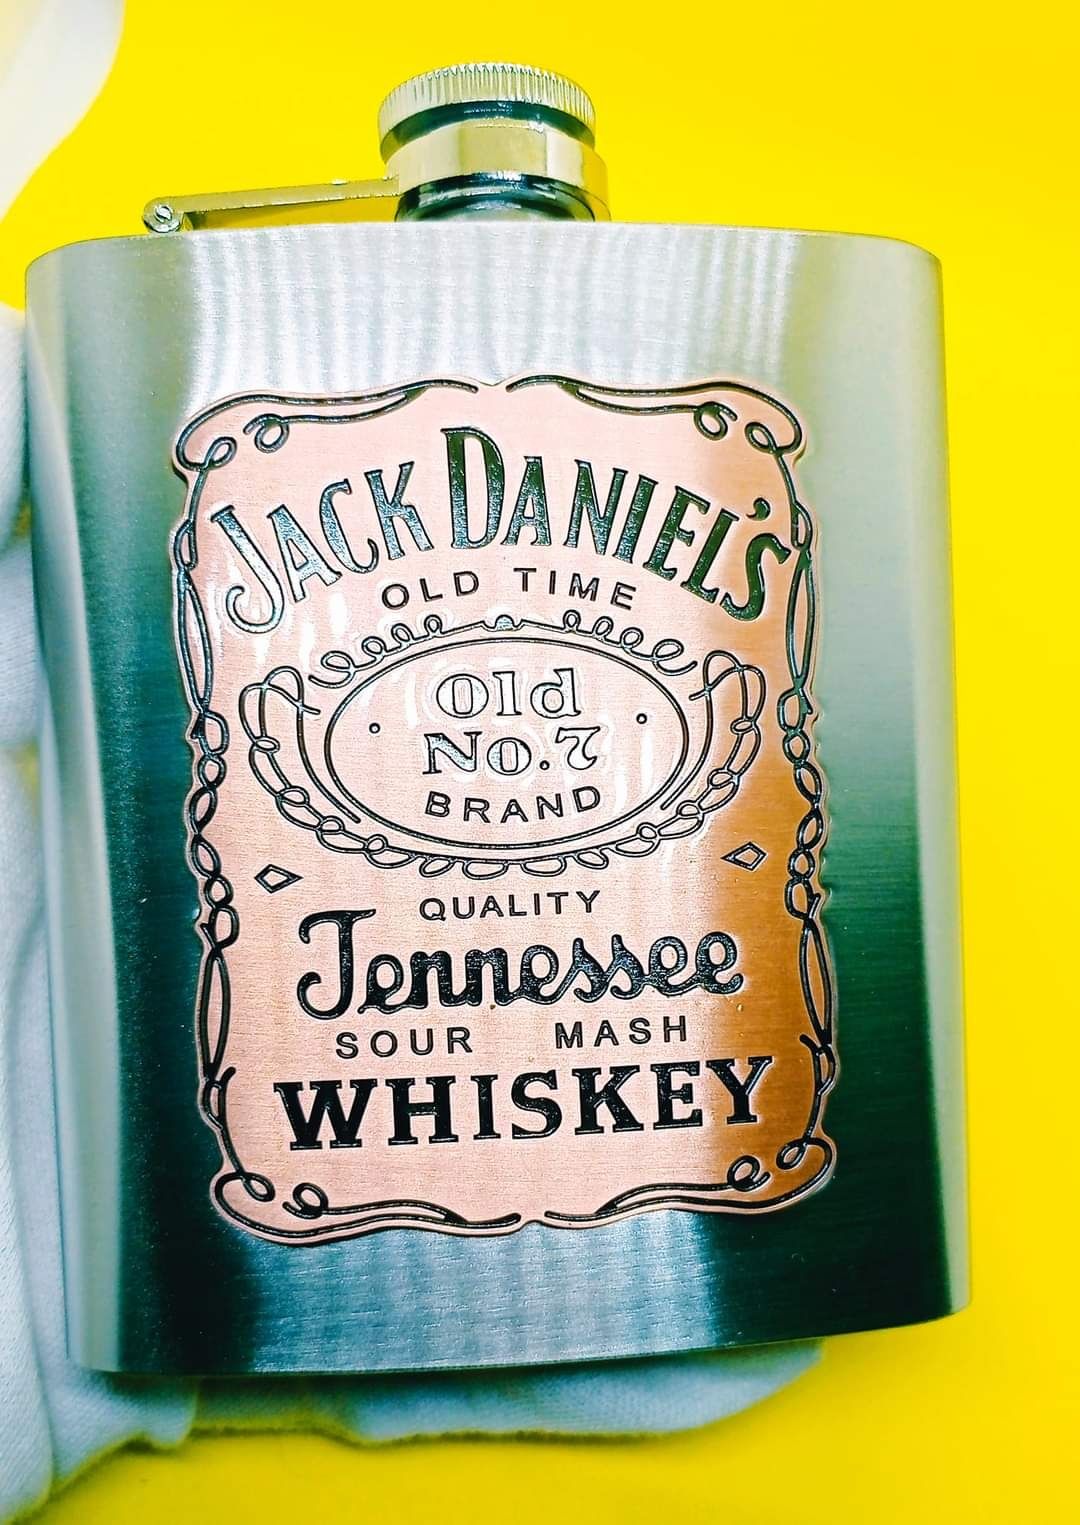 JACK DANIEL'S
OLD TIME
Old
No.7
BRAND
QUALITY
Tennessee
SOUR MASH
WHISKEY